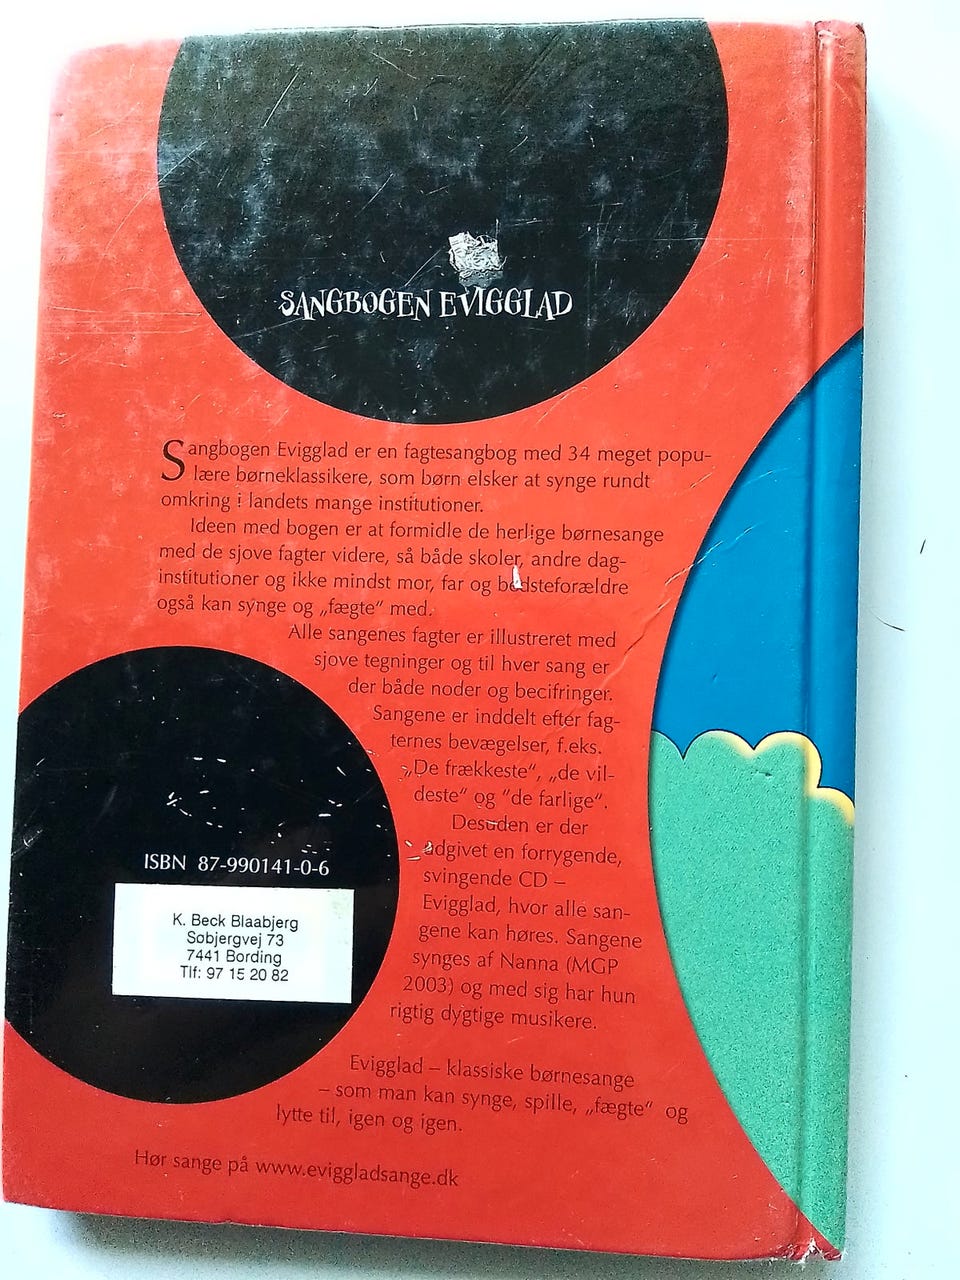 SANGBOGEN EVIGGLAD
Sangbogen Evigglad er en fagtesangbog med 34 meget popu-
lære børneklassikere, som børn elsker at synge rundt
omkring i landets mange institutioner.
Ideen med bogen er at formidle de herlige børnesange
med de sjove fagter videre, så både skoler, andre dag-
institutioner og ikke mindst mor, far og bedsteforældre
også kan synge og „fægte“ med.
Alle sangenes fagter er illustreret med
sjove tegninger og til hver sang er
der både noder og becifringer.
Sangene er inddelt efter fag-
ternes bevægelser, f.eks.
„De frækkeste“, „de vil-
deste“ og “de farlige“.
Desuden er der
udgivet en forrygende,
svingende CD –
Evigglad, hvor alle san-
gene kan høres. Sangene
synges af Nanna (MGP
2003) og med sig har hun
rigtig dygtige musikere.
ISBN 87-990141-0-6
K. Beck Blaabjerg
Søbjergvej 73
7441 Bording
Tlf: 97 15 20 82
Evigglad – klassiske børnesange
– som man kan synge, spille, „fægte“ og
lytte til, igen og igen.
Hør sange på www.eviggladsange.dk